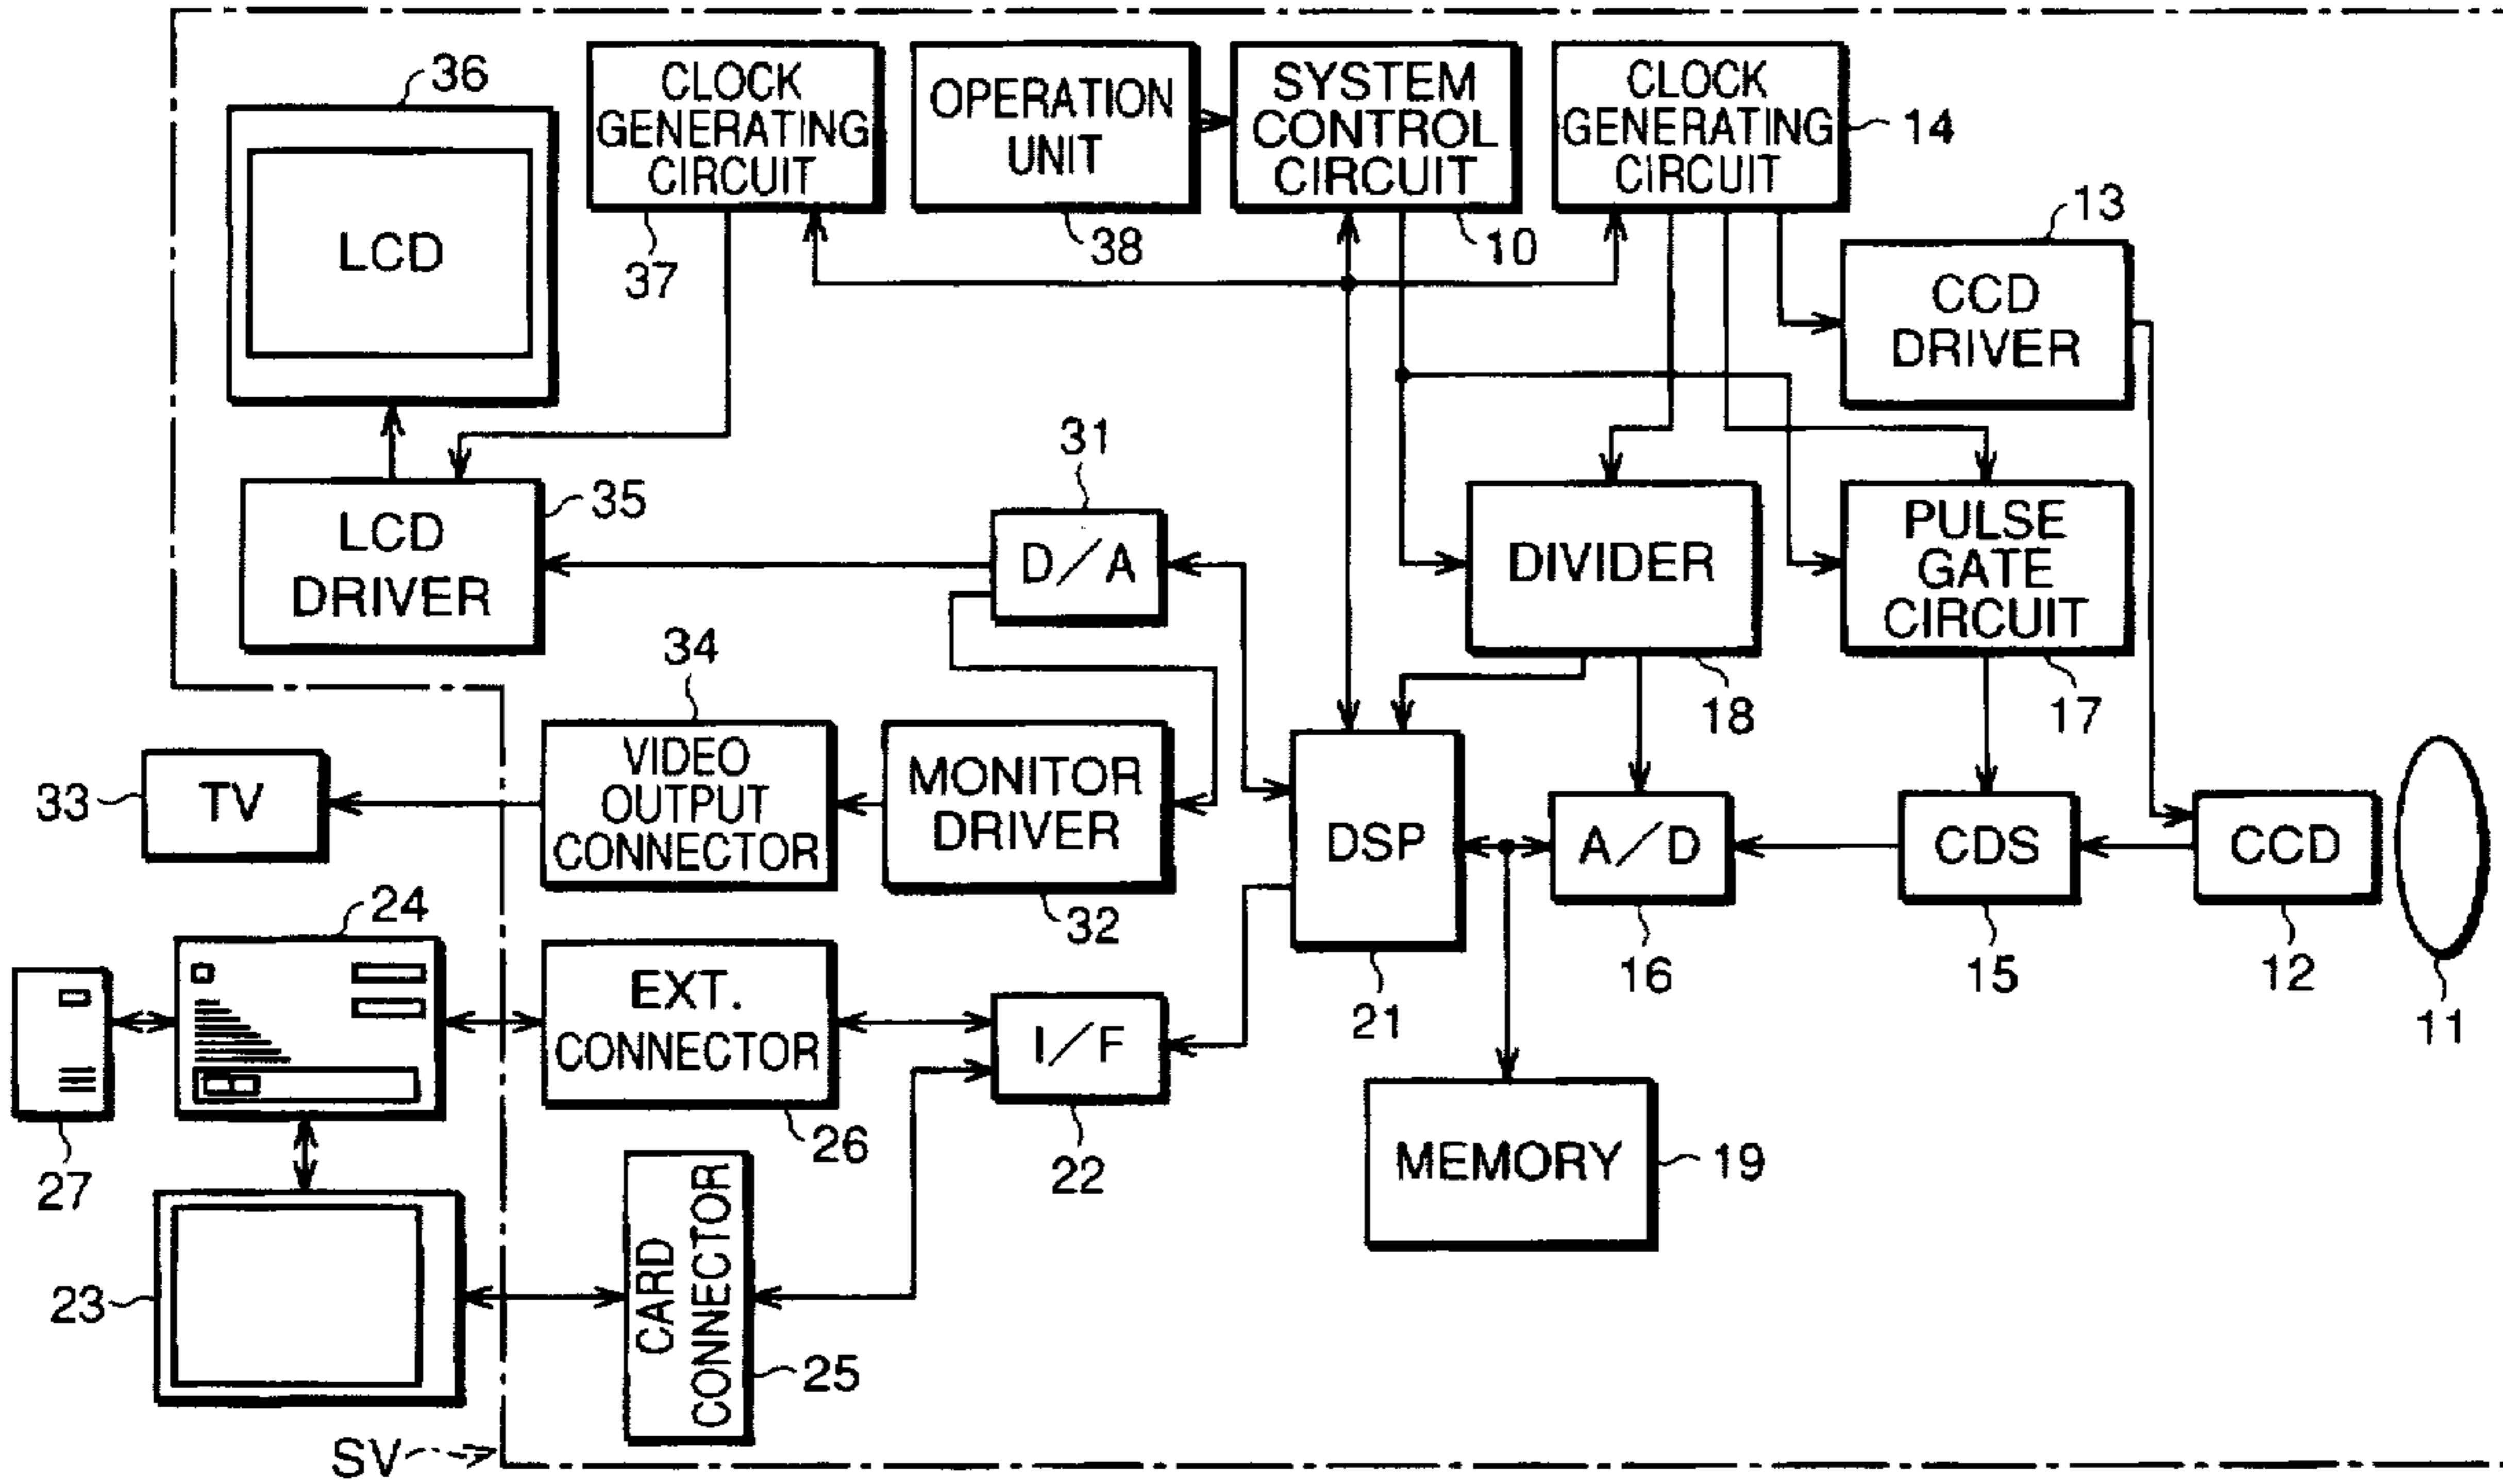 36
CLOCK
GENERATING
CIRCUIT
37
OPERATION
UNIT
38
SYSTEM
CONTROL
CIRCUIT
10
CLOCK
GENERATING
CIRCUIT
14
13
CCD
DRIVER
LCD
LCD
DRIVER
35
31
D/A
DIVIDER
18
PULSE
GATE
CIRCUIT
17
34
VIDEO
OUTPUT
CONNECTOR
MONITOR
DRIVER
32
33
TV
DSP
21
A/D
16
CDS
15
CCD
12
11
24
27
EXT.
CONNECTOR
26
I/F
22
MEMORY
19
23
CARD
CONNECTOR
25
SV